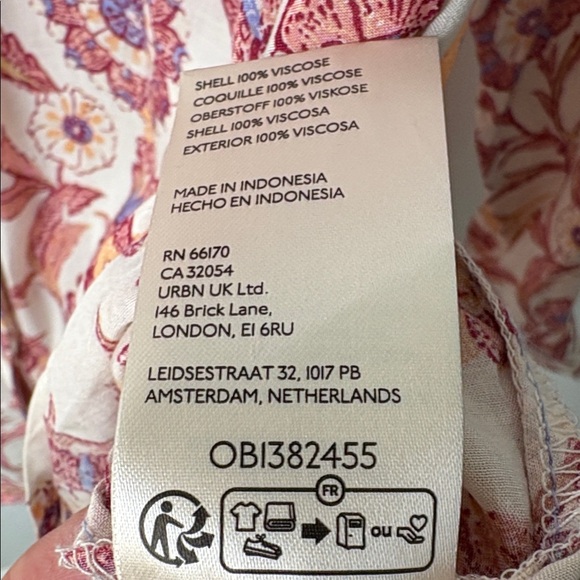 SHELL 100% VISCOSE
COQUILLE 100% VISCOSE
OBERSTOFF 100% VISKOSE
SHELL 100% VISCOSA
EXTERIOR 100% VISCOSA
MADE IN INDONESIA
HECHO EN INDONESIA
RN 66170
CA 32054
URBN UK Ltd.
146 Brick Lane,
LONDON, E1 6RU
LEIDSESTRAAT 32, 1017 PB
AMSTERDAM, NETHERLANDS
OB1382455
FR
ou